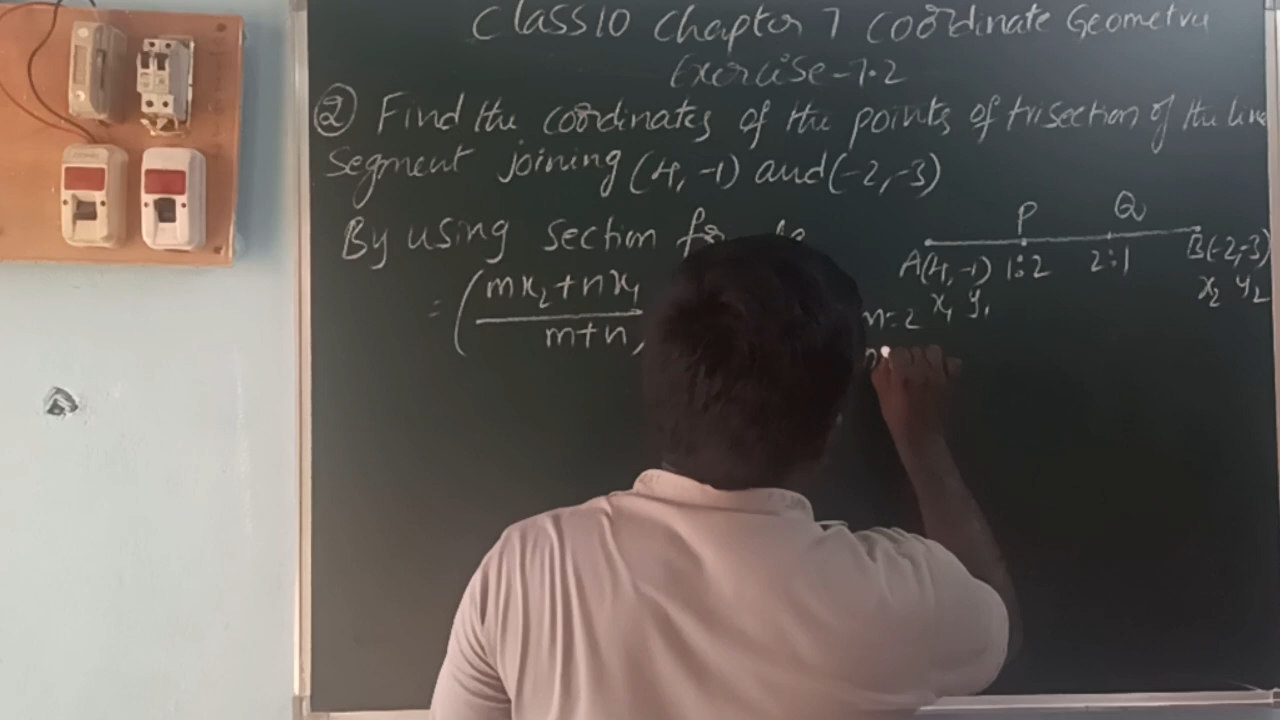 Class 10 Chapter 7 Coordinate Geometry
Exercise-7.2
② Find the coordinates of the points of trisection of the line
segment joining (4, -1) and (-2, -3)
By using section
= (mx₂+nx₁
m+n,
P Q
A(4, -1) 1:2 2:1 B(-2,-3)
x₁ y₁ x₂ y₂
m=2